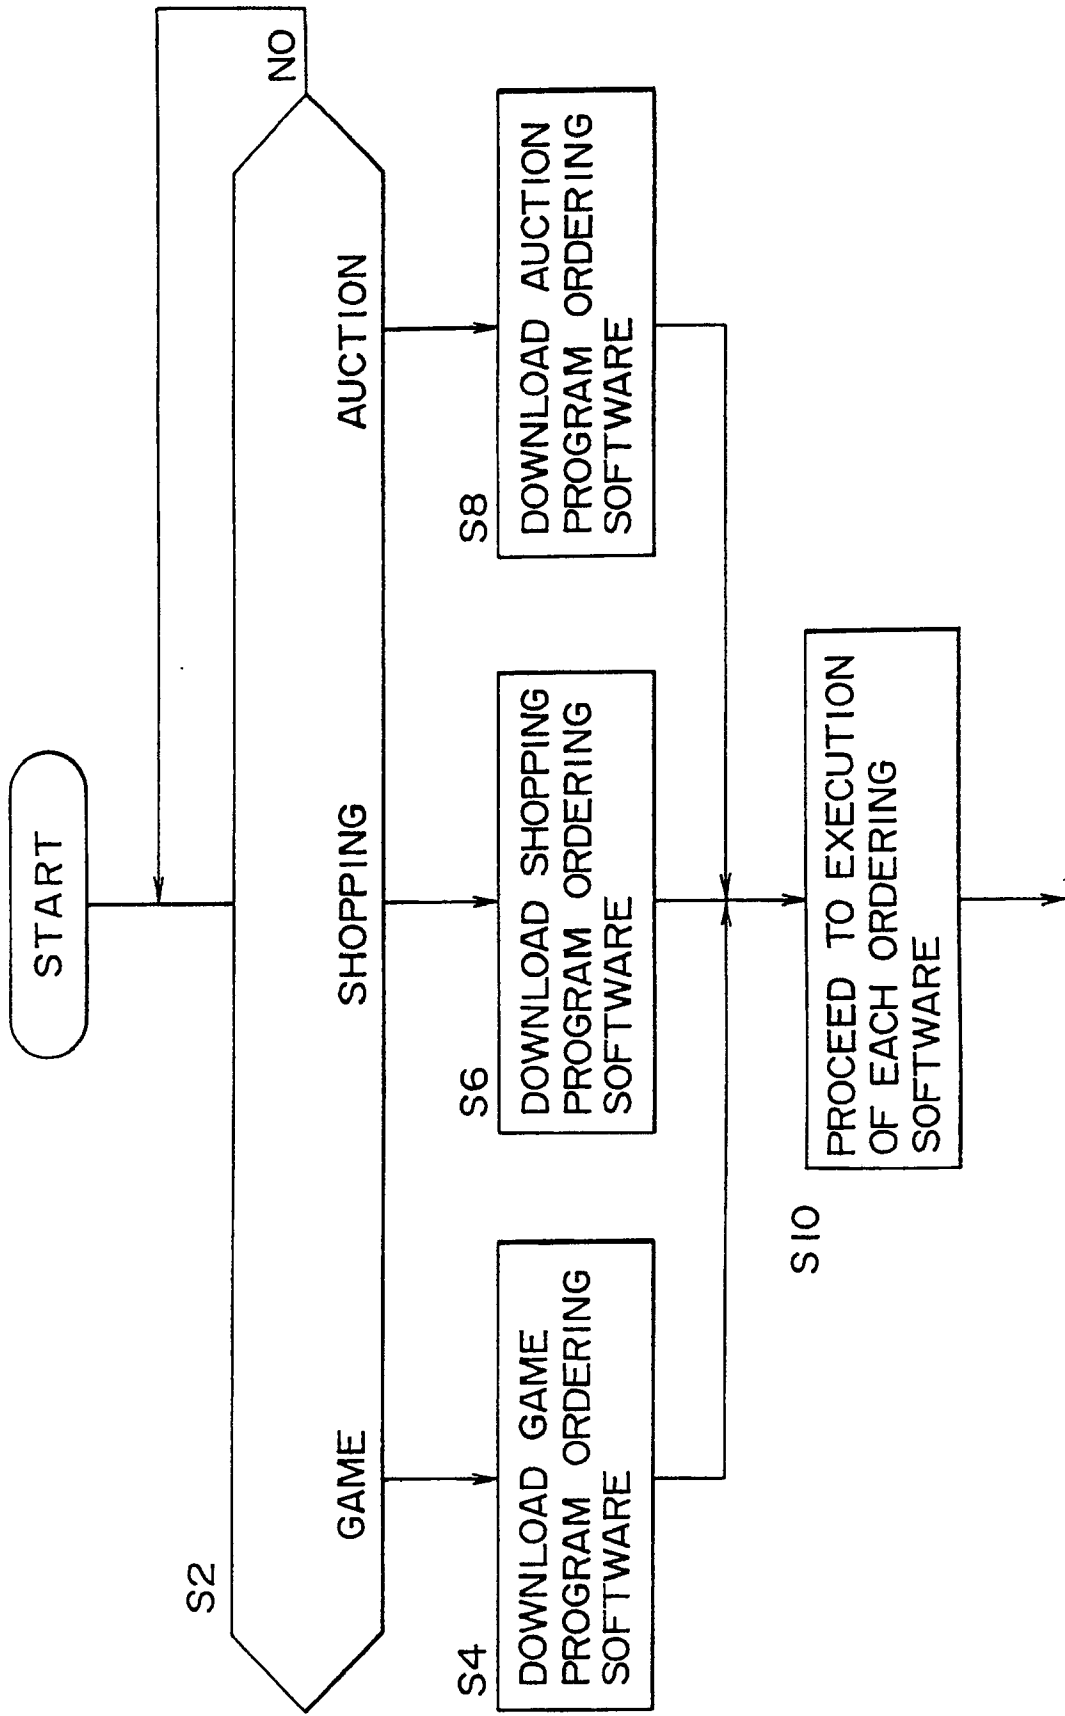 START
NO
S2
GAME
SHOPPING
AUCTION
S4
DOWNLOAD GAME
PROGRAM ORDERING
SOFTWARE
S6
DOWNLOAD SHOPPING
PROGRAM ORDERING
SOFTWARE
S8
DOWNLOAD AUCTION
PROGRAM ORDERING
SOFTWARE
S10
PROCEED TO EXECUTION
OF EACH ORDERING
SOFTWARE